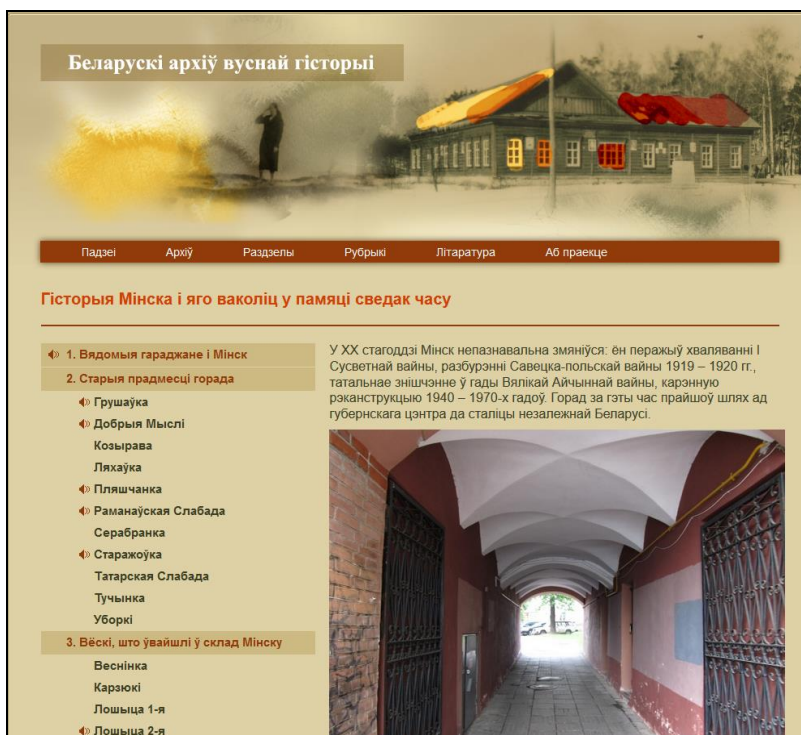 Беларускі архіў вуснай гісторыі
Падзеі Архіў Раздзелы Рубрыкі Літаратура Аб праекце
Гісторыя Мінска і яго ваколіц у памяці сведак часу
1. Вядомыя гараджане і Мінск
2. Старыя прадмесці горада
Грушаўка
Добрыя Мыслі
Козырава
Ляхаўка
Пляшчанка
Раманаўская Слабада
Серабранка
Старажоўка
Татарская Слабада
Тучынка
Уборкі
3. Вёскі, што ўвайшлі ў склад Мінску
Веснінка
Карзюкі
Лошыца 1-я
Лошыца 2-я
У XX стагоддзі Мінск непазнавальна змяніўся: ён перажыў хваляванні І
Сусветнай вайны, разбурэнні Савецка-польскай вайны 1919 – 1920 гг.,
татальнае знішчэнне ў гады Вялікай Айчыннай вайны, карэнную
рэканструкцыю 1940 – 1970-х гадоў. Горад за гэты час прайшоў шлях ад
губернскага цэнтра да сталіцы незалежнай Беларусі.